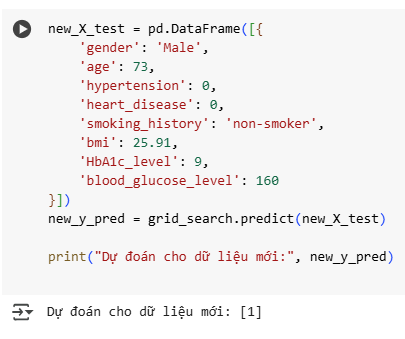 new_X_test = pd.DataFrame([{
    'gender': 'Male',
    'age': 73,
    'hypertension': 0,
    'heart_disease': 0,
    'smoking_history': 'non-smoker',
    'bmi': 25.91,
    'HbA1c_level': 9,
    'blood_glucose_level': 160
}])
new_y_pred = grid_search.predict(new_X_test)
print("Dự đoán cho dữ liệu mới:", new_y_pred)
Dự đoán cho dữ liệu mới: [1]